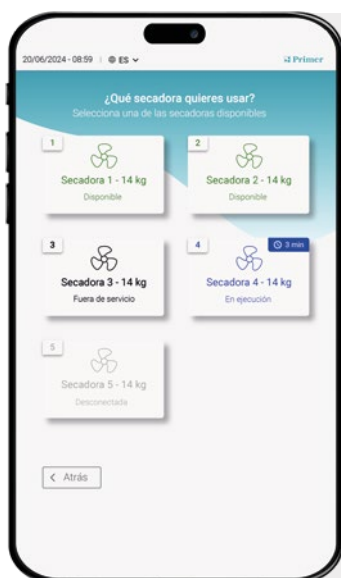 20/06/2024 - 08:59 | ES
Primer
¿Qué secadora quieres usar?
Selecciona una de las
secadoras disponibles
1
Secadora 1 - 14 kg
Disponible
2
Secadora 2 - 14 kg
Disponible
3
Secadora 3 - 14 kg
Fuera de servicio
4
3 min
Secadora 4 - 14 kg
En ejecución
5
Secadora 5 - 14 kg
Desconectada
Atrás